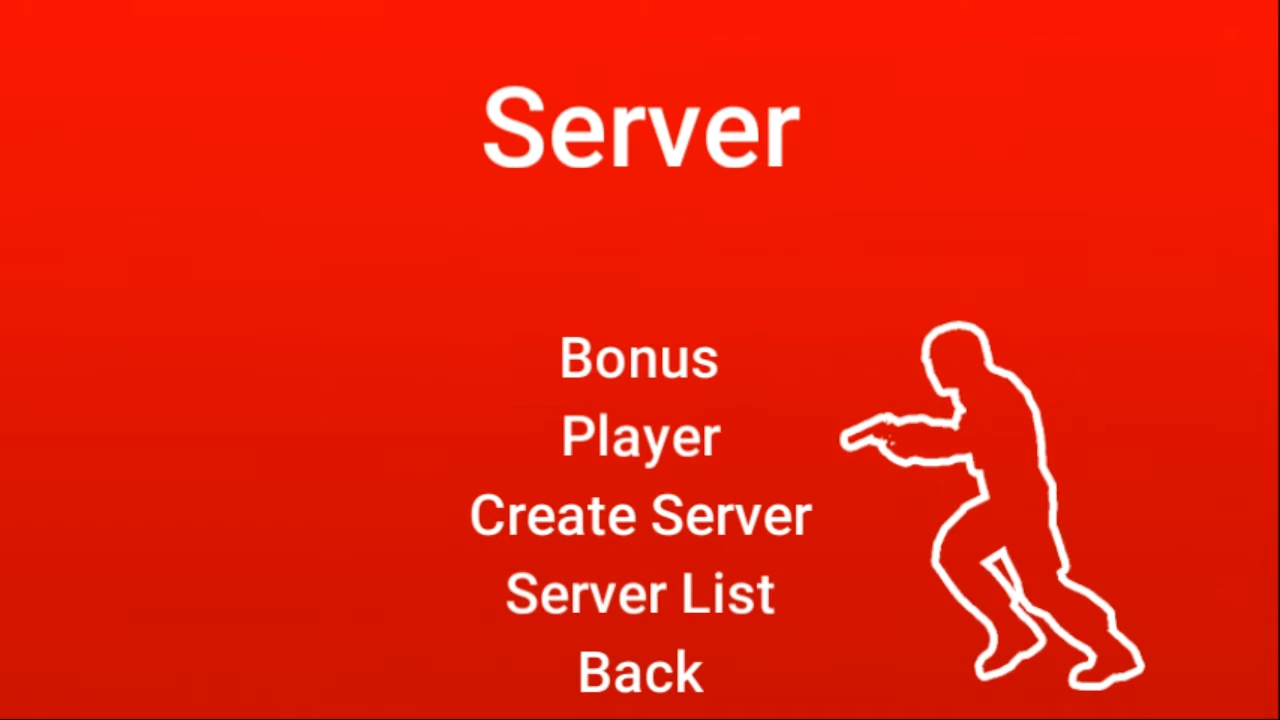 Server
Bonus
Player
Create Server
Server List
Back